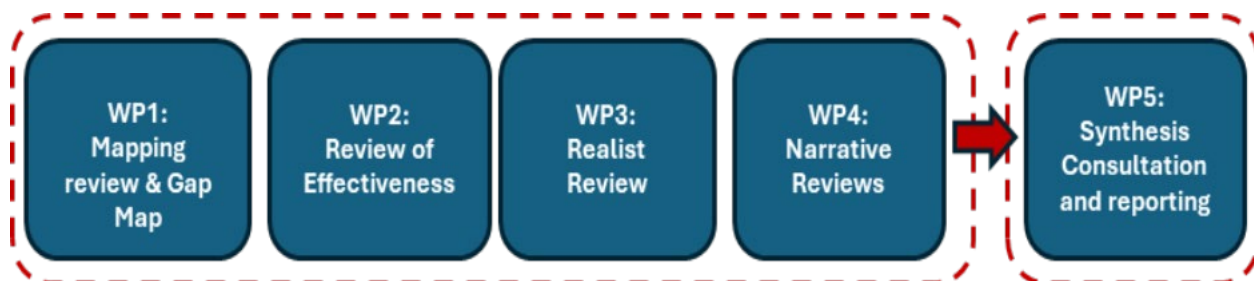 WP1:
Mapping
review & Gap
Map
WP2:
Review of
Effectiveness
WP3:
Realist
Review
WP4:
Narrative
Reviews
WP5:
Synthesis
Consultation
and reporting